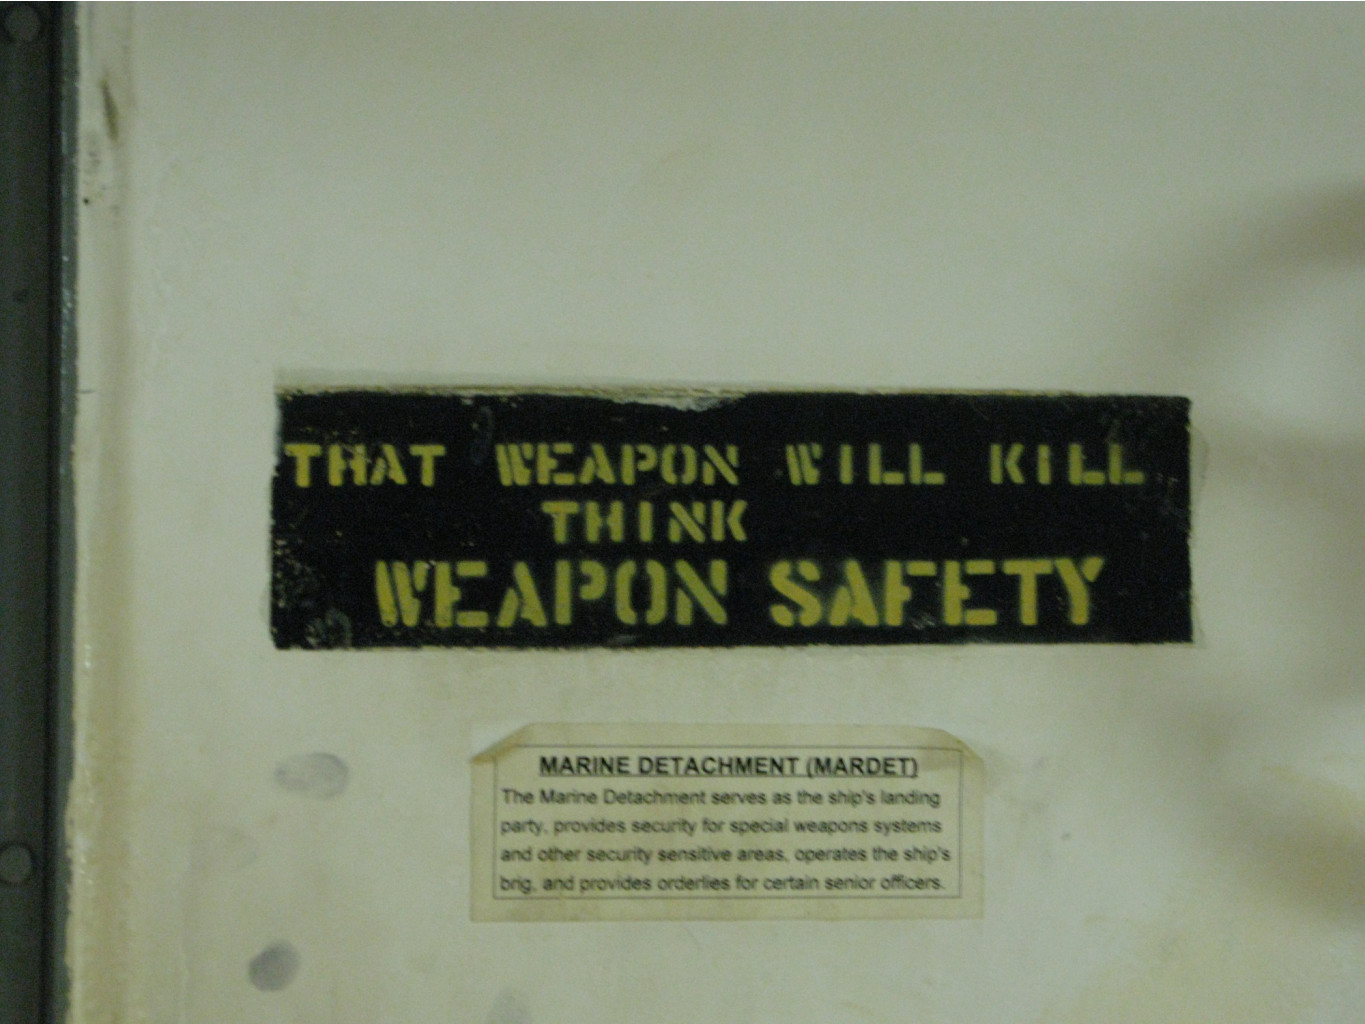 THAT WEAPON WILL KILL
THINK
WEAPON SAFETY
MARINE DETACHMENT (MARDET)
The Marine Detachment serves as the ship's landing
party, provides security for special weapons systems
and other security sensitive areas, operates the ship's
brig, and provides orderlies for certain senior officers.